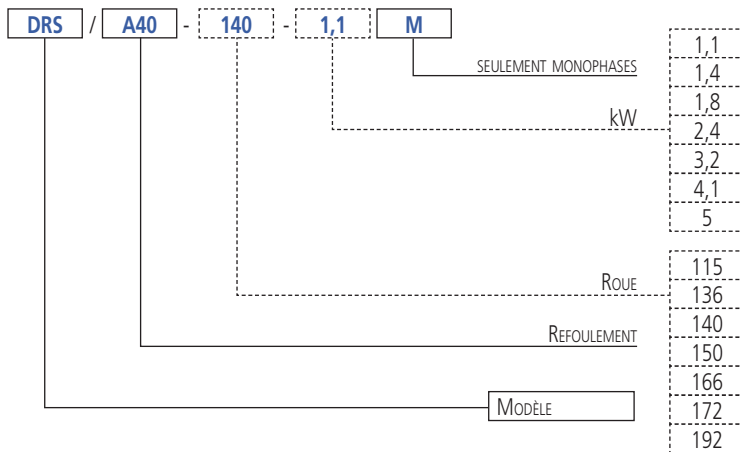 DRS / A40 - 140 - 1,1 M
SEULEMENT MONOPHASES
kW
1,1
1,4
1,8
2,4
3,2
4,1
5
ROUE
115
136
140
150
166
172
192
REFOULEMENT
MODÈLE